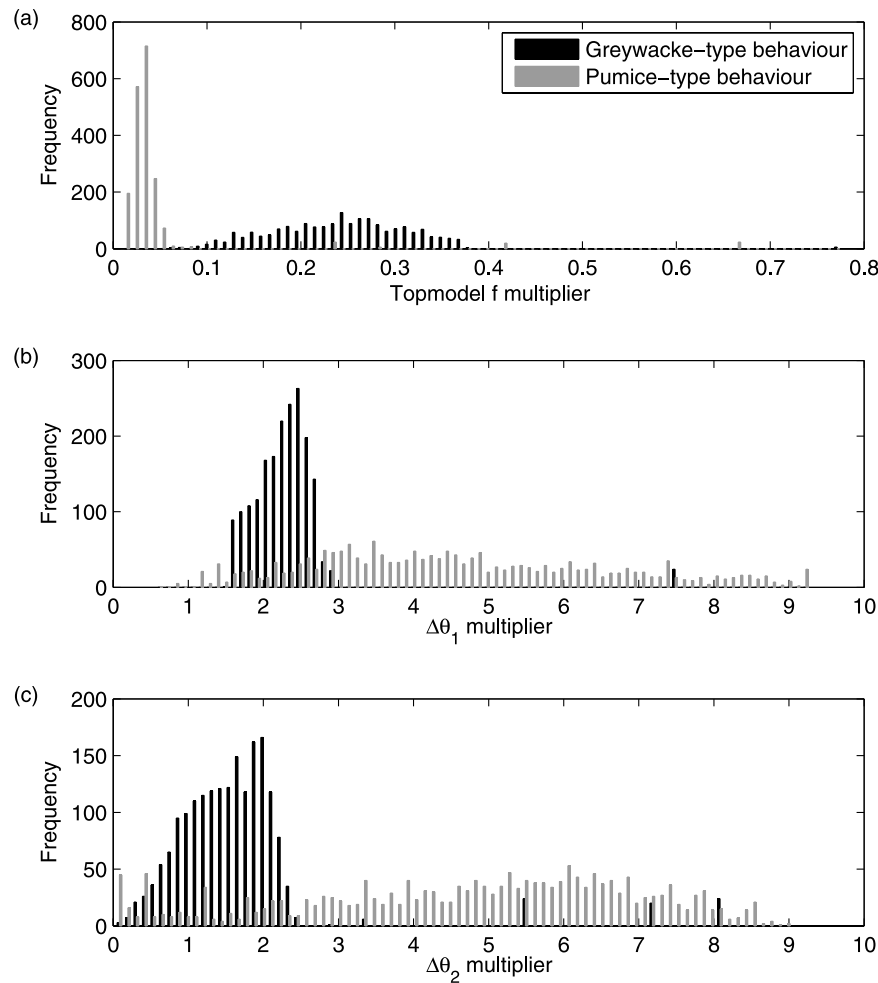 (a)
800
600
400
200
0
Frequency
Greywacke−type behaviour
Pumice−type behaviour
0 0.1 0.2 0.3 0.4 0.5 0.6 0.7 0.8
Topmodel f multiplier
(b)
300
200
100
0
Frequency
0 1 2 3 4 5 6 7 8 9 10
Δθ1 multiplier
(c)
200
150
100
50
0
Frequency
0 1 2 3 4 5 6 7 8 9 10
Δθ2 multiplier